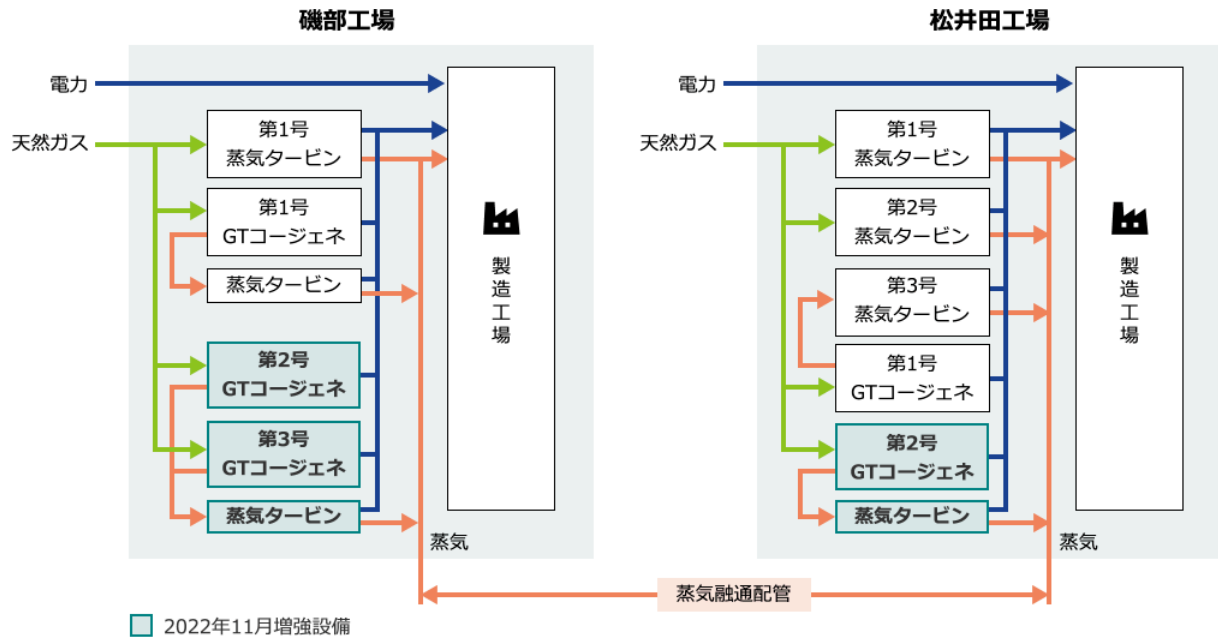 磯部工場
電力
天然ガス
第1号
蒸気タービン
第1号
GTコージェネ
蒸気タービン
第2号
GTコージェネ
第3号
GTコージェネ
蒸気タービン
製造工場
蒸気
松井田工場
電力
天然ガス
第1号
蒸気タービン
第2号
蒸気タービン
第3号
蒸気タービン
第1号
GTコージェネ
第2号
GTコージェネ
蒸気タービン
製造工場
蒸気
蒸気融通配管
2022年11月増強設備